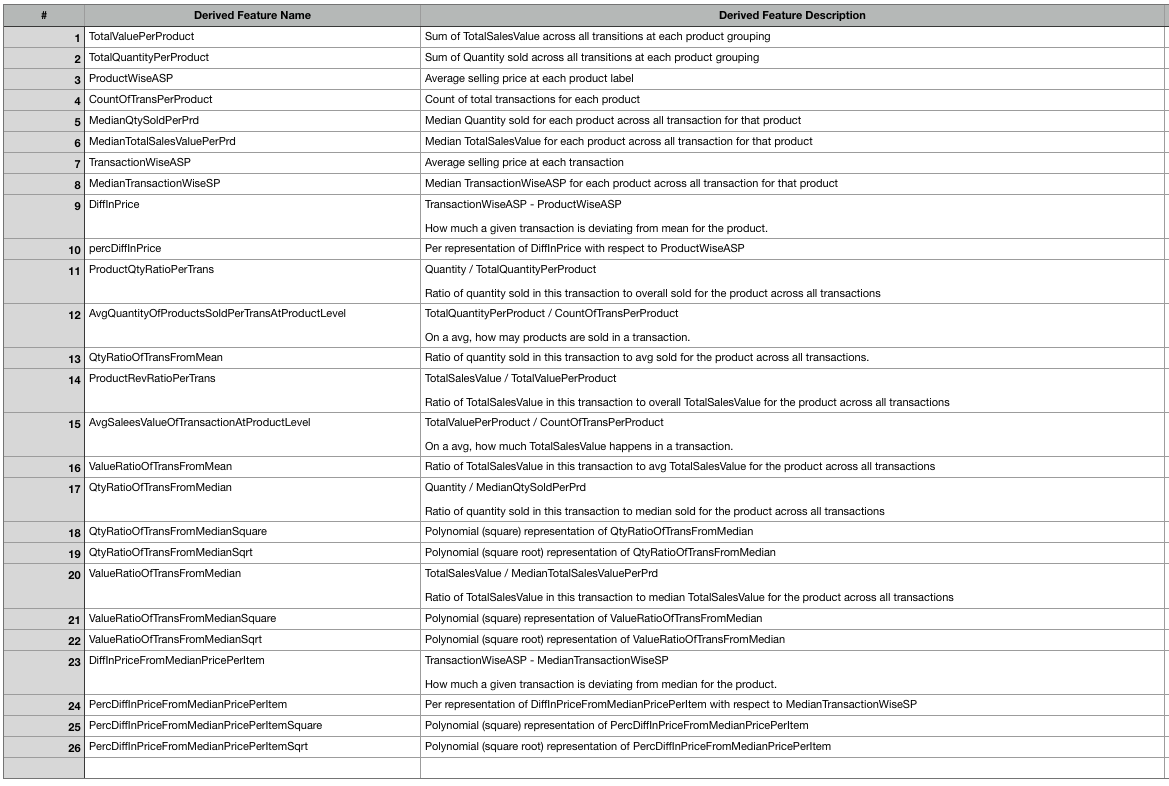 # Derived Feature Name Derived Feature Description
1 TotalValuePerProduct Sum of TotalSalesValue across all transitions at each product grouping
2 TotalQuantityPerProduct Sum of Quantity sold across all transitions at each product grouping
3 ProductWiseASP Average selling price at each product label
4 CountOfTransPerProduct Count of total transactions for each product
5 MedianQtySoldPerPrd Median Quantity sold for each product across all transaction for that product
6 MedianTotalSalesValuePerPrd Median TotalSalesValue for each product across all transaction for that product
7 TransactionWiseASP Average selling price at each transaction
8 MedianTransactionWiseSP Median TransactionWiseASP for each product across all transaction for that product
9 DiffInPrice TransactionWiseASP - ProductWiseASP
How much a given transaction is deviating from mean for the product.
10 percDiffInPrice Per representation of DiffInPrice with respect to ProductWiseASP
11 ProductQtyRatioPerTrans Quantity / TotalQuantityPerProduct
Ratio of quantity sold in this transaction to overall sold for the product across all transactions
12 AvgQuantityOfProductsSoldPerTransAtProductLevel TotalQuantityPerProduct / CountOfTransPerProduct
On a avg, how may products are sold in a transaction.
13 QtyRatioOfTransFromMean Ratio of quantity sold in this transaction to avg sold for the product across all transactions.
14 ProductRevRatioPerTrans TotalSalesValue / TotalValuePerProduct
Ratio of TotalSalesValue in this transaction to overall TotalSalesValue for the product across all transactions
15 AvgSaleesValueOfTransactionAtProductLevel TotalValuePerProduct / CountOfTransPerProduct
On a avg, how much TotalSalesValue happens in a transaction.
16 ValueRatioOfTransFromMean Ratio of TotalSalesValue in this transaction to avg TotalSalesValue for the product across all transactions
17 QtyRatioOfTransFromMedian Quantity / MedianQtySoldPerPrd
Ratio of quantity sold in this transaction to median sold for the product across all transactions
18 QtyRatioOfTransFromMedianSquare Polynomial (square) representation of QtyRatioOfTransFromMedian
19 QtyRatioOfTransFromMedianSqrt Polynomial (square root) representation of QtyRatioOfTransFromMedian
20 ValueRatioOfTransFromMedian TotalSalesValue / MedianTotalSalesValuePerPrd
Ratio of TotalSalesValue in this transaction to median TotalSalesValue for the product across all transactions
21 ValueRatioOfTransFromMedianSquare Polynomial (square) representation of ValueRatioOfTransFromMedian
22 ValueRatioOfTransFromMedianSqrt Polynomial (square root) representation of ValueRatioOfTransFromMedian
23 DiffInPriceFromMedianPricePerItem TransactionWiseASP - MedianTransactionWiseSP
How much a given transaction is deviating from median for the product.
24 PercDiffInPriceFromMedianPricePerItem Per representation of DiffInPriceFromMedianPricePerItem with respect to MedianTransactionWiseSP
25 PercDiffInPriceFromMedianPricePerItemSquare Polynomial (square) representation of PercDiffInPriceFromMedianPricePerItem
26 PercDiffInPriceFromMedianPricePerItemSqrt Polynomial (square root) representation of PercDiffInPriceFromMedianPricePerItem